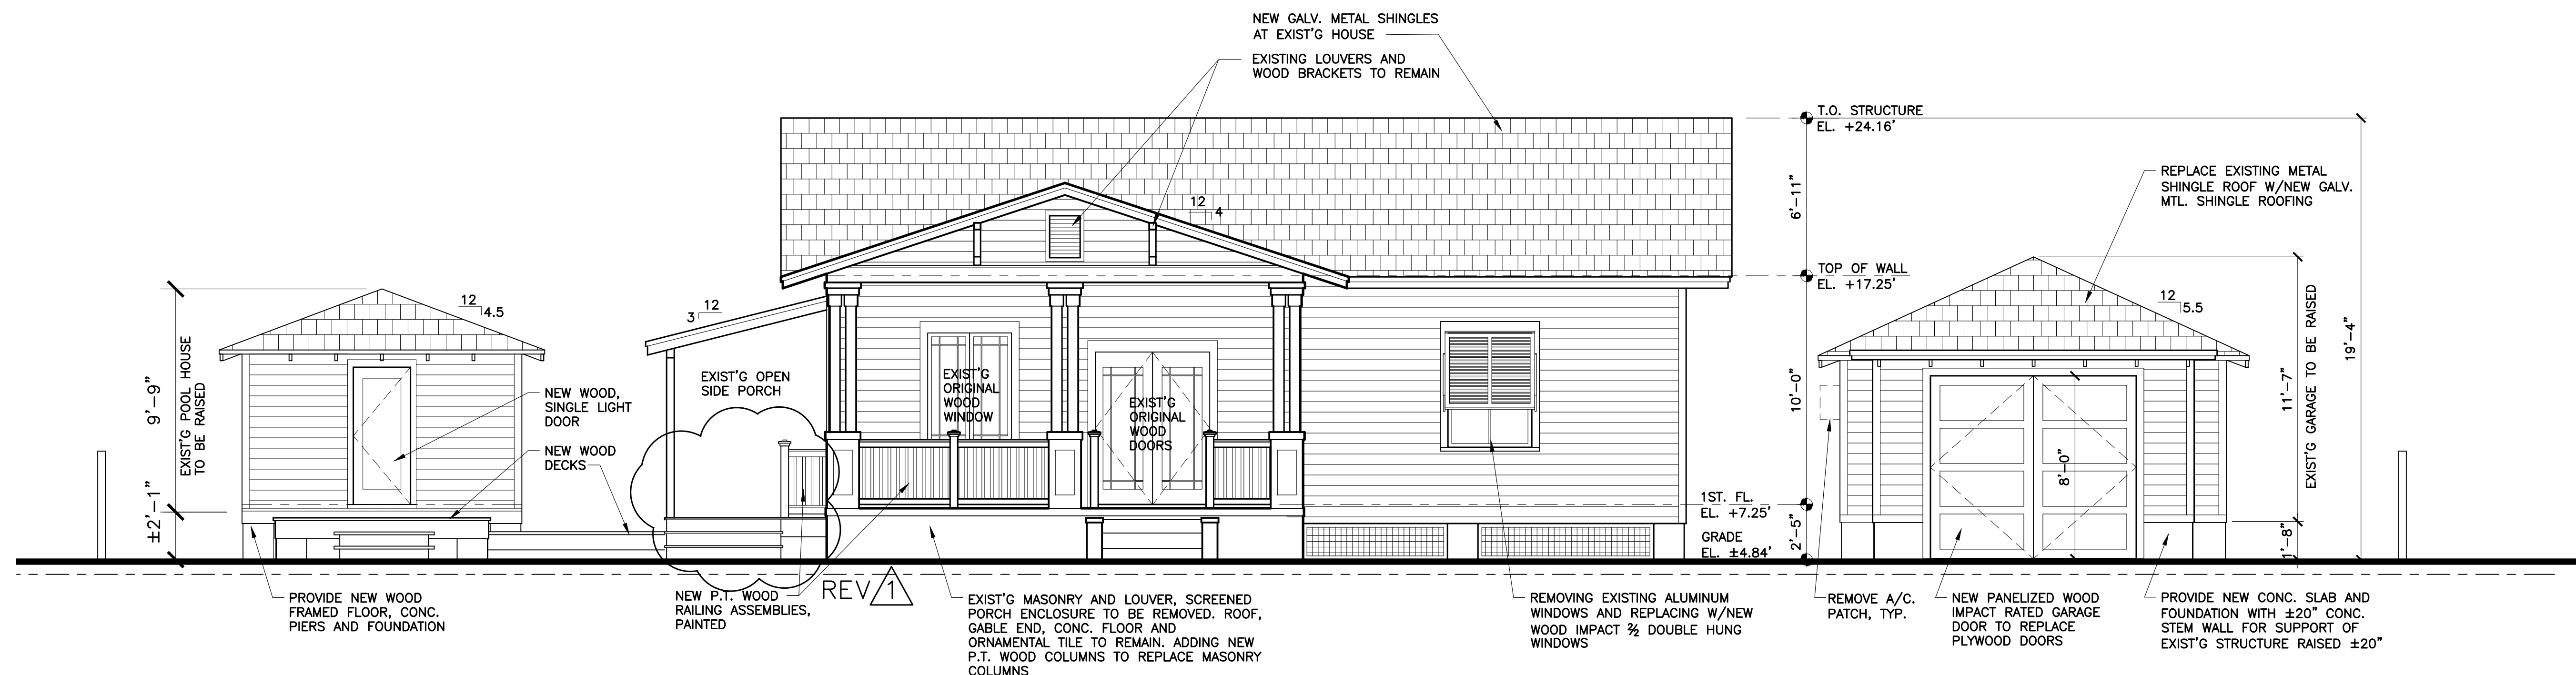 NEW GALV. METAL SHINGLES
AT EXIST'G HOUSE
EXISTING LOUVERS AND
WOOD BRACKETS TO REMAIN
T.O. STRUCTURE
EL. +24.16'
6'-11"
TOP OF WALL
EL. +17.25'
10'-0"
1ST. FL.
EL. +7.25'
GRADE
EL. ±4.84'
2'-5"
19'-4"
REPLACE EXISTING METAL
SHINGLE ROOF W/NEW GALV.
MTL. SHINGLE ROOFING
12
5.5
11'-7"
EXIST'G GARAGE TO BE RAISED
1'-8"
8'-0"
12
4
12
3
12
4.5
9'-9"
EXIST'G POOL HOUSE
TO BE RAISED
±2'-1"
NEW WOOD,
SINGLE LIGHT
DOOR
NEW WOOD
DECKS
EXIST'G OPEN
SIDE PORCH
EXIST'G
ORIGINAL
WOOD
WINDOW
EXIST'G
ORIGINAL
WOOD
DOORS
PROVIDE NEW WOOD
FRAMED FLOOR, CONC.
PIERS AND FOUNDATION
NEW P.T. WOOD
RAILING ASSEMBLIES,
PAINTED
REV 1
EXIST'G MASONRY AND LOUVER, SCREENED
PORCH ENCLOSURE TO BE REMOVED. ROOF,
GABLE END, CONC. FLOOR AND
ORNAMENTAL TILE TO REMAIN. ADDING NEW
P.T. WOOD COLUMNS TO REPLACE MASONRY
COLUMNS
REMOVING EXISTING ALUMINUM
WINDOWS AND REPLACING W/NEW
WOOD IMPACT 2/2 DOUBLE HUNG
WINDOWS
REMOVE A/C.
PATCH, TYP.
NEW PANELIZED WOOD
IMPACT RATED GARAGE
DOOR TO REPLACE
PLYWOOD DOORS
PROVIDE NEW CONC. SLAB AND
FOUNDATION WITH ±20" CONC.
STEM WALL FOR SUPPORT OF
EXIST'G STRUCTURE RAISED ±20"